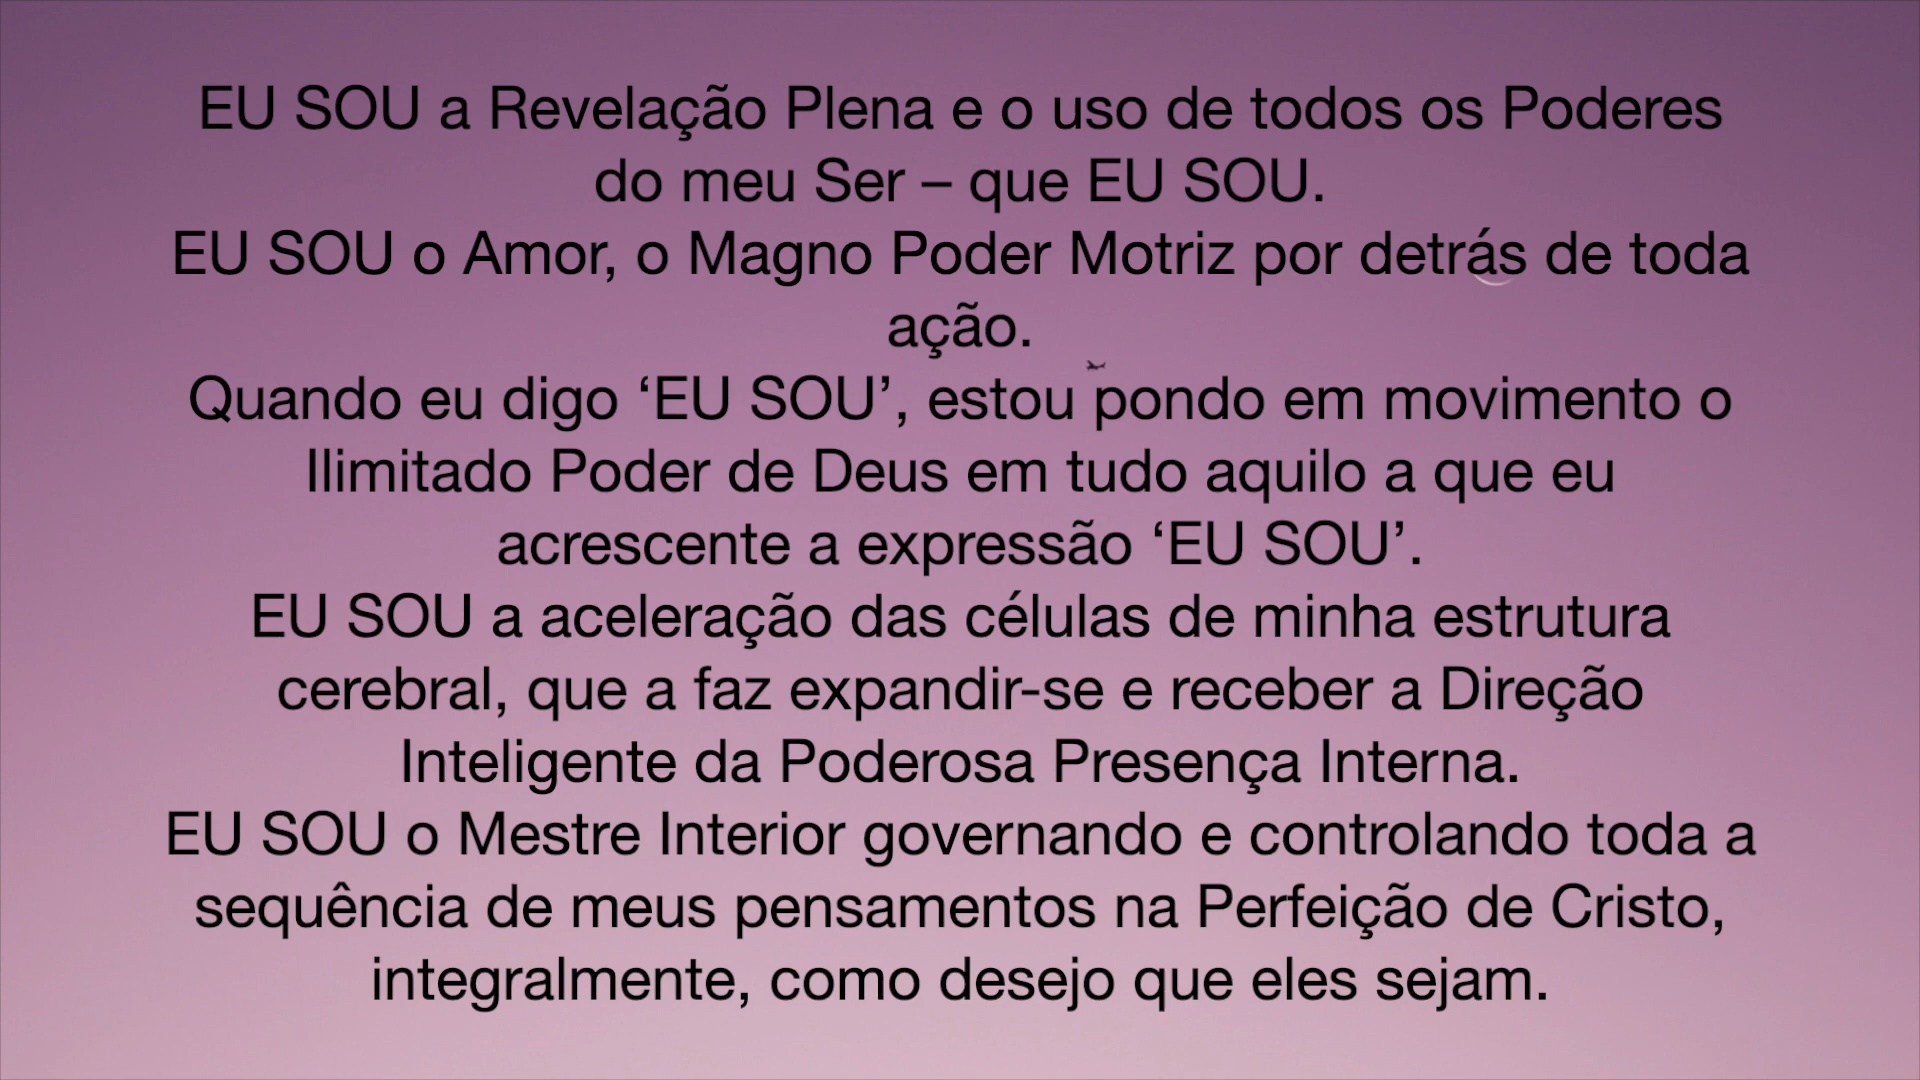 EU SOU a Revelação Plena e o uso de todos os Poderes
do meu Ser – que EU SOU.
EU SOU o Amor, o Magno Poder Motriz por detrás de toda
ação.
Quando eu digo ‘EU SOU’, estou pondo em movimento o
Ilimitado Poder de Deus em tudo aquilo a que eu
acrescente a expressão ‘EU SOU’.
EU SOU a aceleração das células de minha estrutura
cerebral, que a faz expandir-se e receber a Direção
Inteligente da Poderosa Presença Interna.
EU SOU o Mestre Interior governando e controlando toda a
sequência de meus pensamentos na Perfeição de Cristo,
integralmente, como desejo que eles sejam.